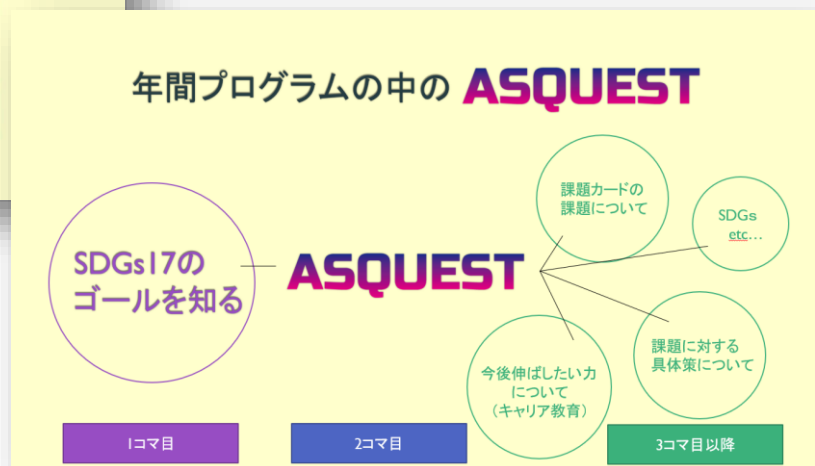 年間プログラムの中の ASQUEST
SDGs17の
ゴールを知る
ASQUEST
課題カードの
課題について
SDGs
etc…
今後伸ばしたい力
について
（キャリア教育）
課題に対する
具体策について
1コマ目
2コマ目
3コマ目以降